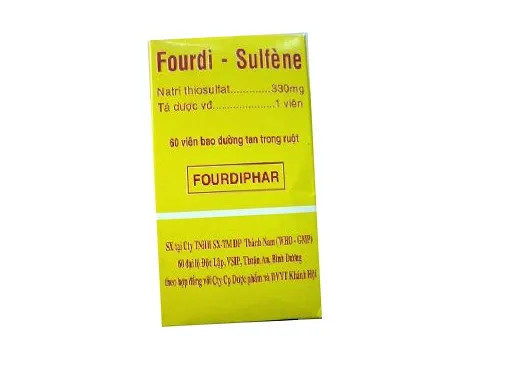 Fourdi - Sulfène
Natri thiosulfat.............330mg
Tá dược vđ.....................1 viên
60 viên bao đường tan trong ruột
FOURDIPHAR
SX tại Cty TNHH SX-TM DP Thành Nam (WHO - GMP)
60 đại lộ Độc Lập, VSIP, Thuận An, Bình Dương
theo hợp đồng với Cty Cp Dược phẩm và DVYT Khánh Hội